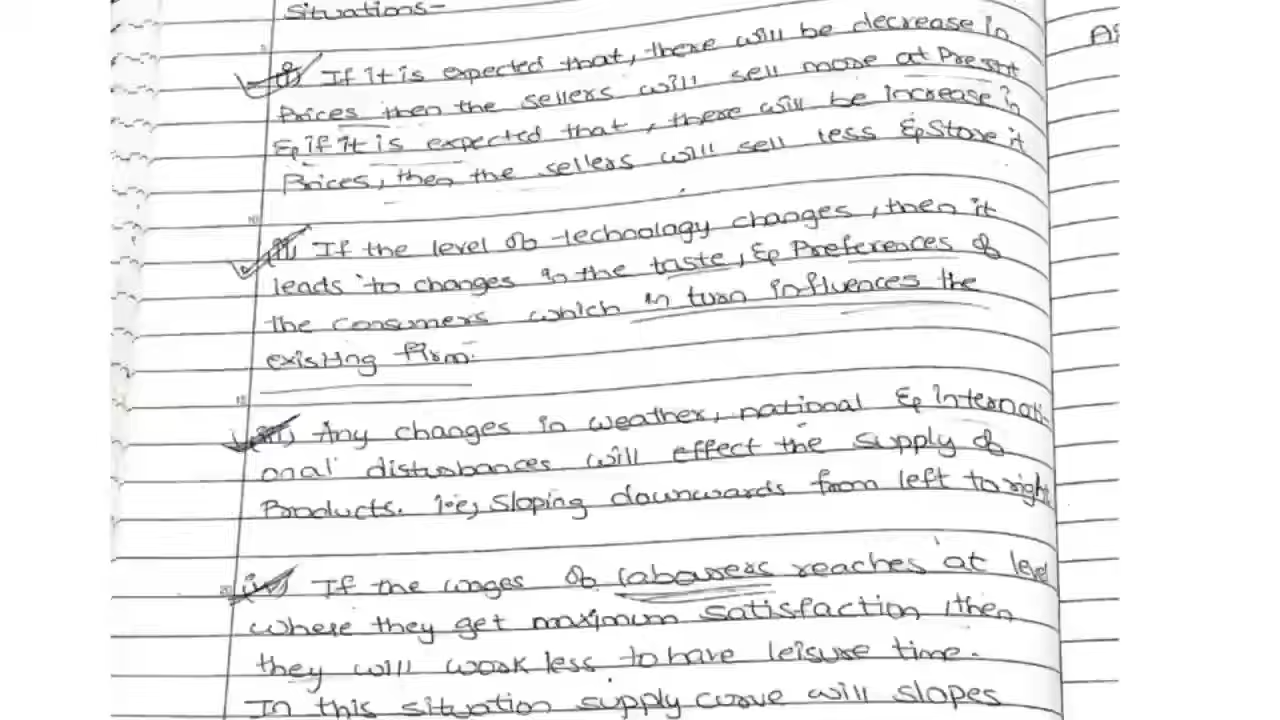 Situations-
i) If it is expected that, there will be decrease in
Prices then the sellers will sell more at Present
& if it is expected that, there will be increase in
Prices, then the sellers will sell less & Store it
ii) If the level of technology changes, then it
leads to changes in the taste, & Preferences of
the consumers which in turn influences the
existing firm.
iii) Any changes in weather, national & internati-
onal disturbances will effect the supply of
Products. i.e, sloping downwards from left to right
iv) If the wages of labourers reaches at level
where they get maximum satisfaction, then
they will work less to have leisure time.
In this situation supply curve will slopes